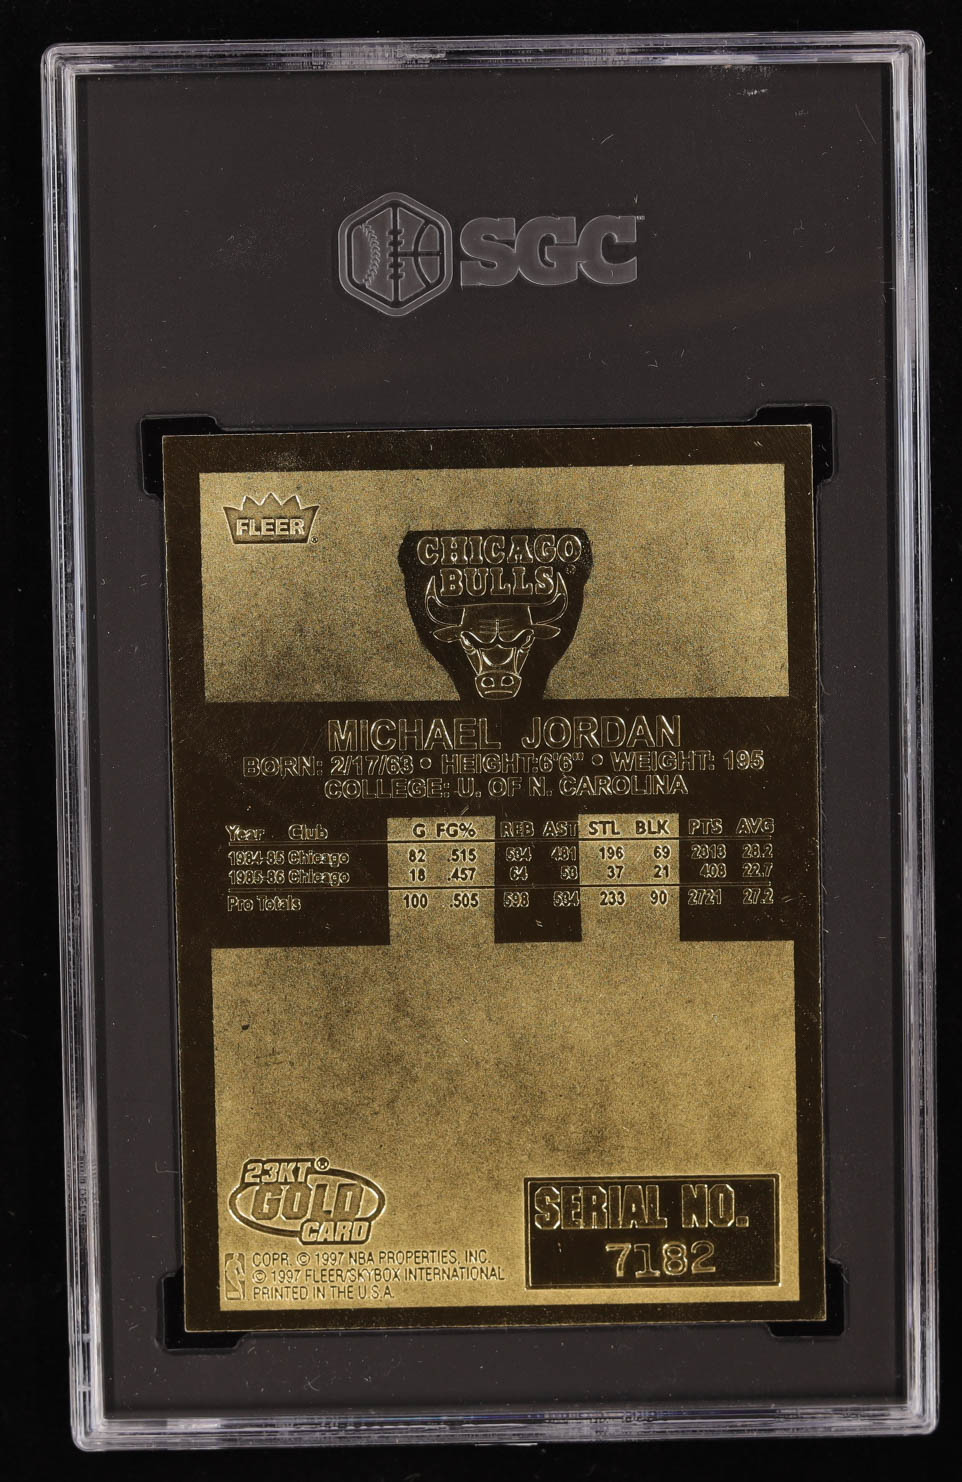 SGC
FLEER®
CHICAGO
BULLS®
MICHAEL JORDAN
BORN: 2/17/63 • HEIGHT:6'6" • WEIGHT: 195
COLLEGE: U. OF N. CAROLINA
Year Club G FG% REB AST STL BLK PTS AVG
1984-85 Chicago 82 .515 534 481 196 69 2313 28.2
1985-86 Chicago 18 .457 64 53 37 21 408 22.7
Pro Totals 100 .505 598 534 233 90 2721 27.2
23KT®
GOLD
CARD
COPR. © 1997 NBA PROPERTIES, INC.
© 1997 FLEER/SKYBOX INTERNATIONAL
PRINTED IN THE U.S.A.
SERIAL NO.
7182